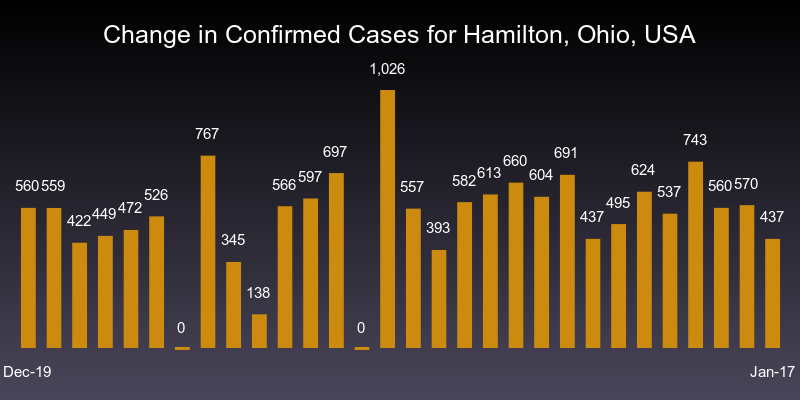 Change in Confirmed Cases for Hamilton, Ohio, USA
560 559 422 449 472 526 0 767 345 138 566 597 697 0 1,026 557 393 582 613 660 604 691 437 495 624 537 743 560 570 437
Dec-19 Jan-17